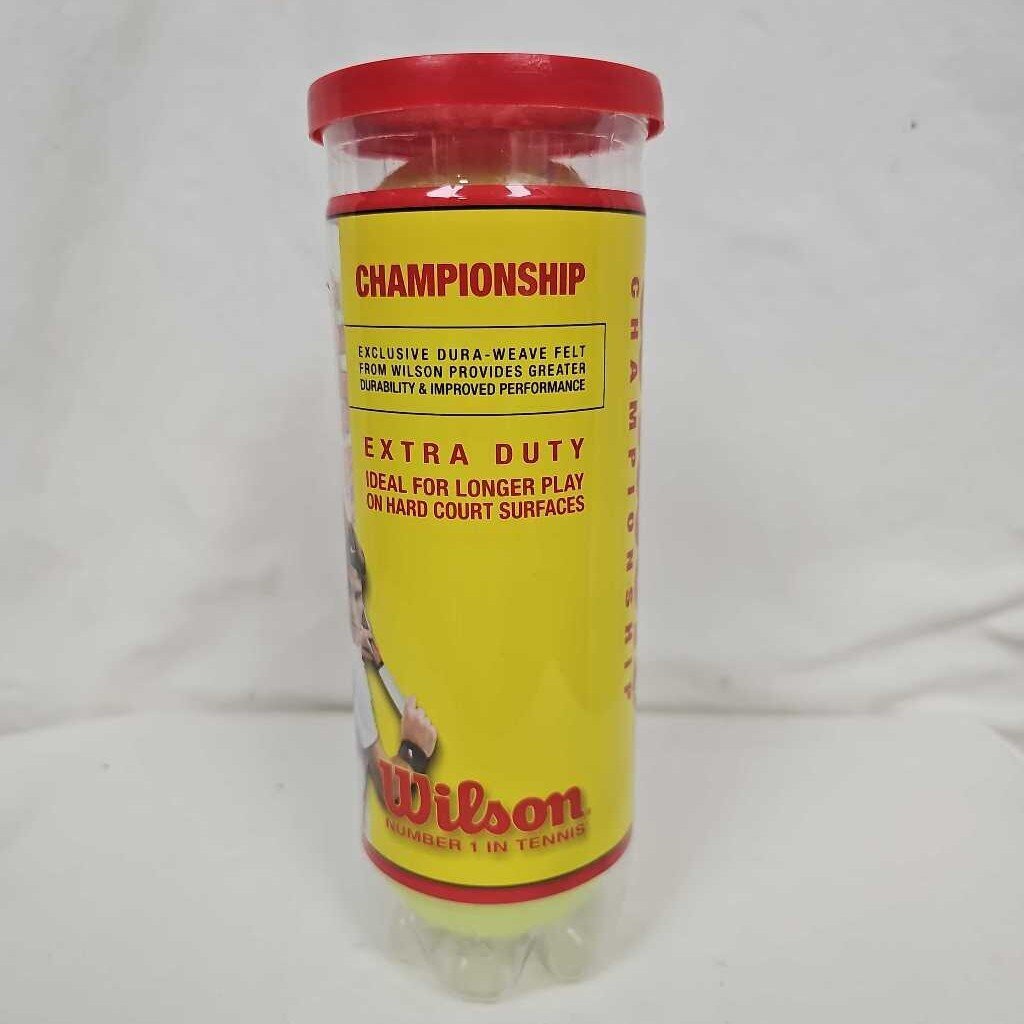 CHAMPIONSHIP
EXCLUSIVE DURA-WEAVE FELT
FROM WILSON PROVIDES GREATER
DURABILITY & IMPROVED PERFORMANCE
EXTRA DUTY
IDEAL FOR LONGER PLAY
ON HARD COURT SURFACES
Wilson
NUMBER 1 IN TENNIS
CHAMPIONSHIP